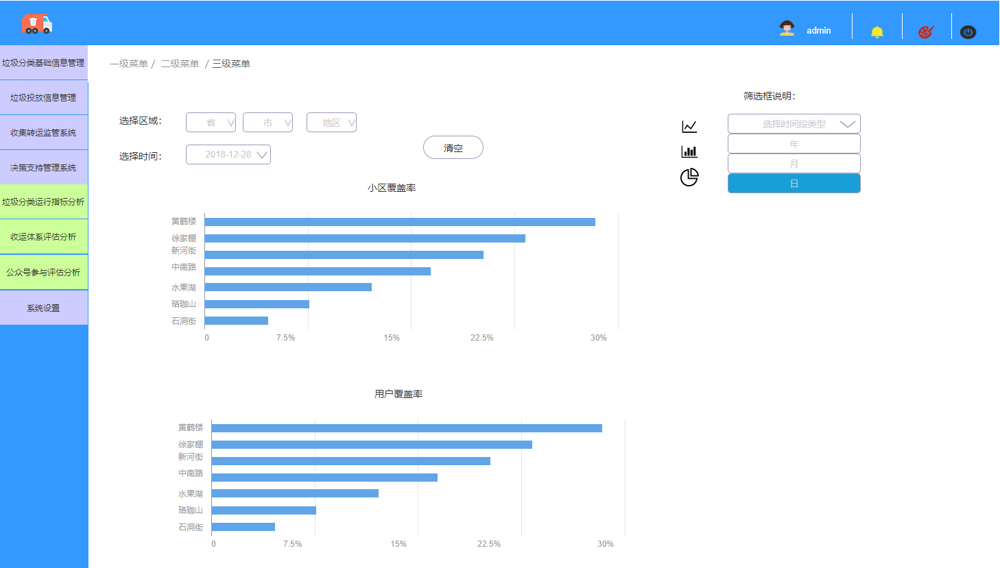 admin
一级菜单 / 二级菜单 / 三级菜单
垃圾分类基础信息管理
垃圾投放信息管理
收集转运监管系统
决策支持管理系统
垃圾分类运行指标分析
收运体系评估分析
公众号参与评估分析
系统设置
选择区域： 省 市 地区
选择时间： 2018-12-28
清空
筛选框说明：
选择时间段类型
年
月
日
小区覆盖率
黄鹤楼
徐家棚
新河街
中南路
水果湖
珞珈山
石洞街
0 7.5% 15% 22.5% 30%
用户覆盖率
黄鹤楼
徐家棚
新河街
中南路
水果湖
珞珈山
石洞街
0 7.5% 15% 22.5% 30%